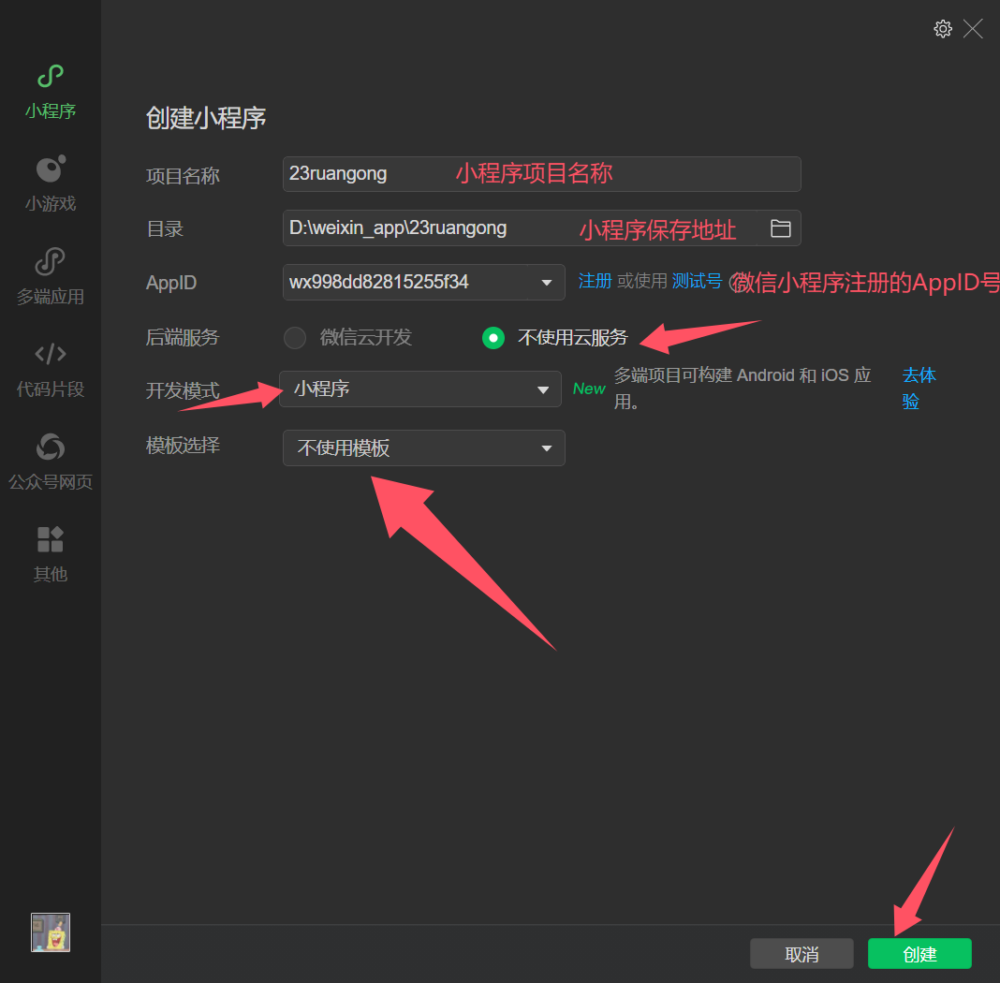 小程序
小游戏
多端应用
代码片段
公众号网页
其他
创建小程序
项目名称 23ruangong 小程序项目名称
目录 D:\weixin_app\23ruangong 小程序保存地址
AppID wx998dd82815255f34 注册 或使用 测试号 微信小程序注册的AppID号
后端服务 微信云开发 不使用云服务
开发模式 小程序 New 多端项目可构建 Android 和 iOS 应 去体
用。 验
模板选择 不使用模板
取消 创建